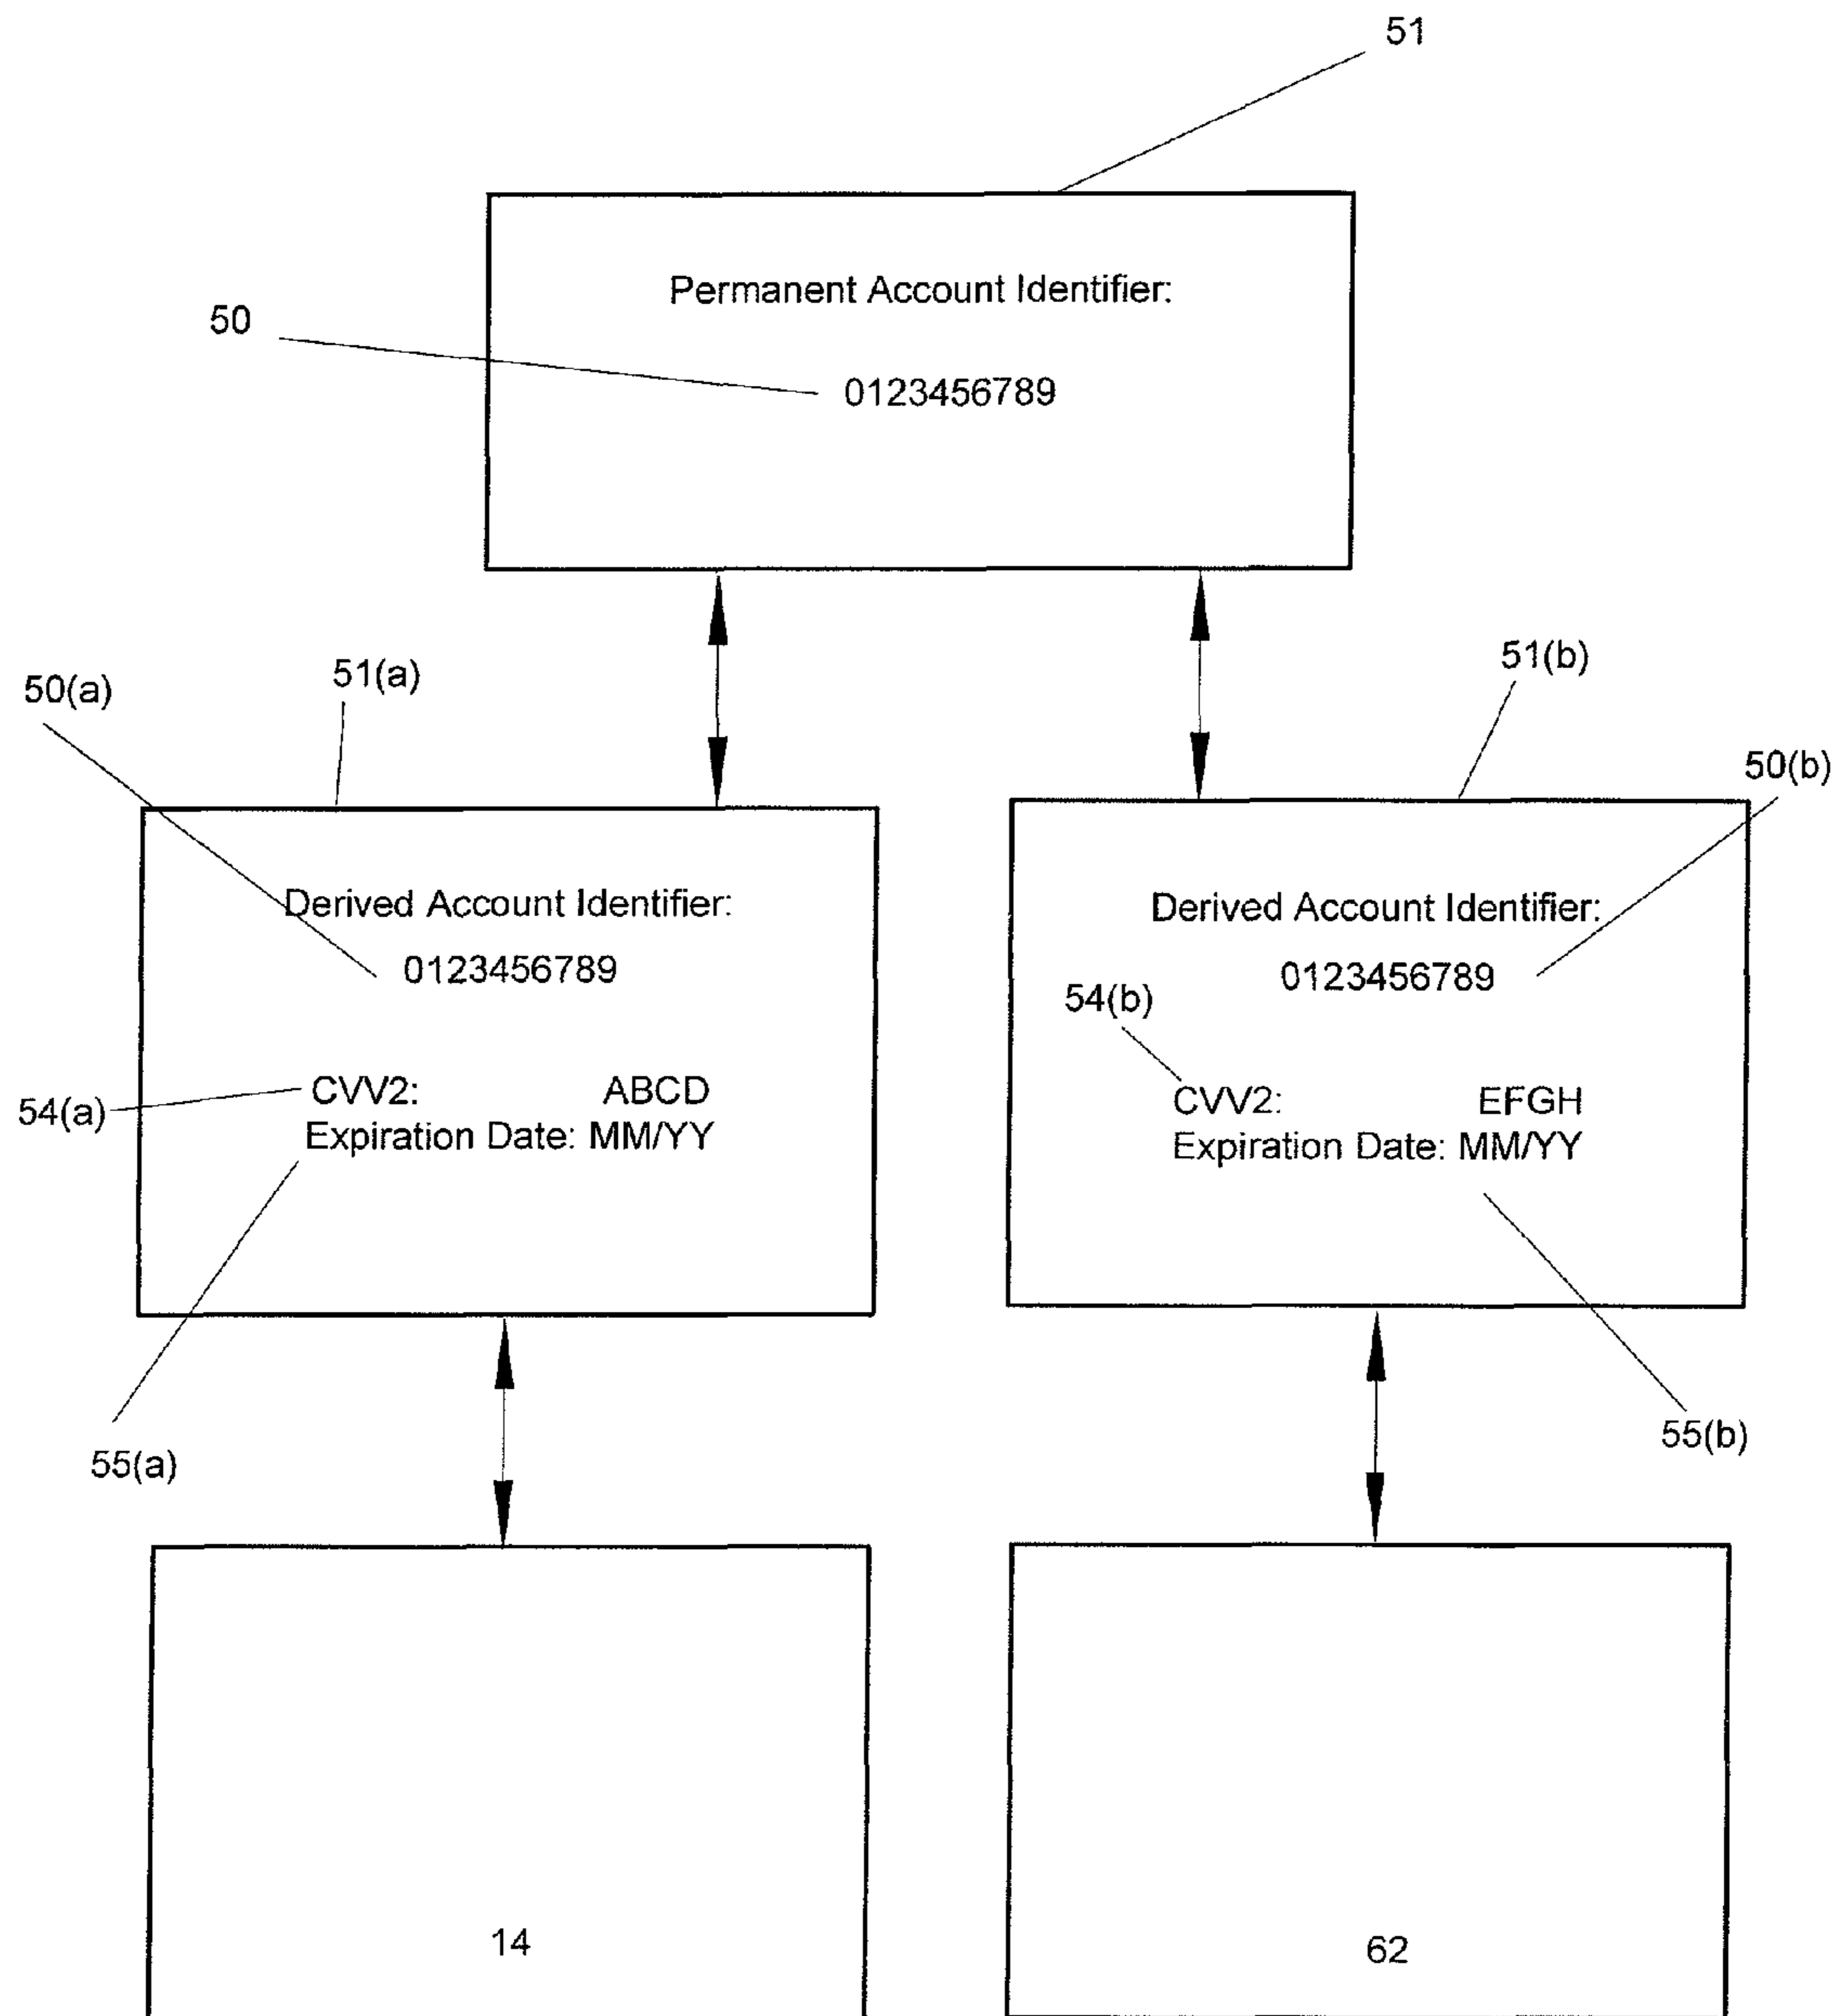 51
Permanent Account Identifier:
50
0123456789
51(b)
51(a)
50(a)
50(b)
Derived Account Identifier:
0123456789
Derived Account Identifier:
0123456789
54(b)
CVV2: ABCD
54(a)
Expiration Date: MM/YY
CVV2: EFGH
Expiration Date: MM/YY
55(b)
55(a)
14
62